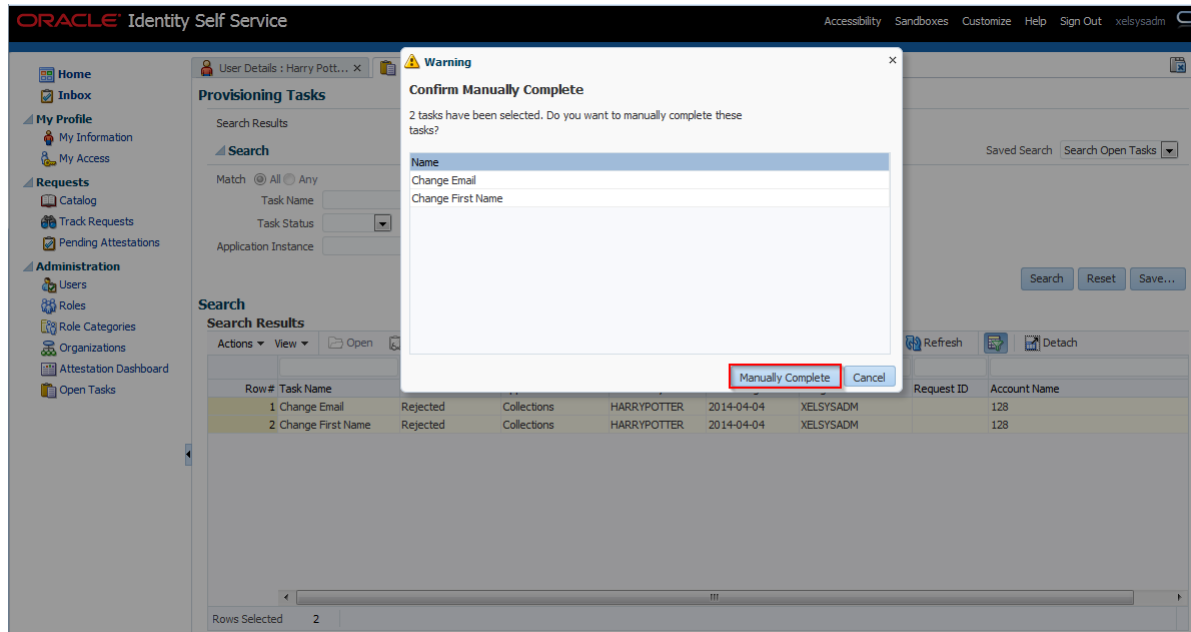 ORACLE Identity Self Service
Accessibility Sandboxes Customize Help Sign Out xelsysadm
Home
Inbox
My Profile
My Information
My Access
Requests
Catalog
Track Requests
Pending Attestations
Administration
Users
Roles
Role Categories
Organizations
Attestation Dashboard
Open Tasks
User Details : Harry Pott...
Provisioning Tasks
Search Results
Search
Saved Search Search Open Tasks
Match All Any
Task Name
Task Status
Application Instance
Search Reset Save...
Warning
Confirm Manually Complete
2 tasks have been selected. Do you want to manually complete these
tasks?
Name
Change Email
Change First Name
Manually Complete Cancel
Search
Search Results
Actions View Open Refresh Detach
Row# Task Name Request ID Account Name
1 Change Email Rejected Collections HARRYPOTTER 2014-04-04 XELSYSADM 128
2 Change First Name Rejected Collections HARRYPOTTER 2014-04-04 XELSYSADM 128
Rows Selected 2